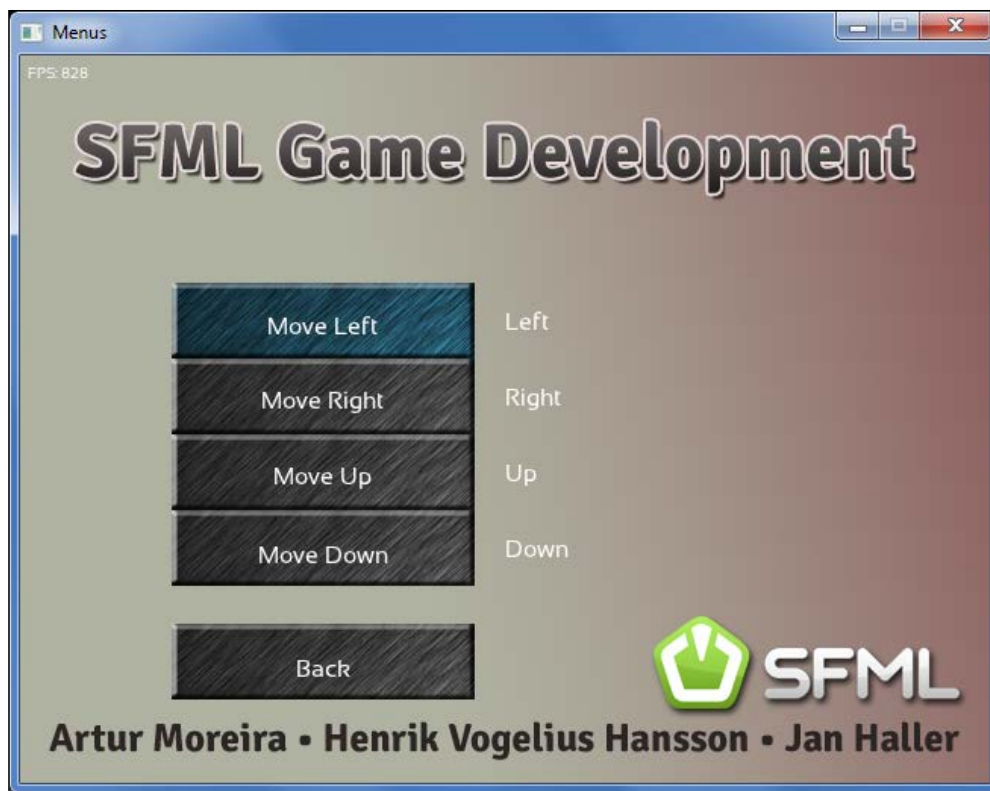 Menus
FPS: 828
SFML Game Development
Move Left Left
Move Right Right
Move Up Up
Move Down Down
Back
SFML
Artur Moreira • Henrik Vogelius Hansson • Jan Haller